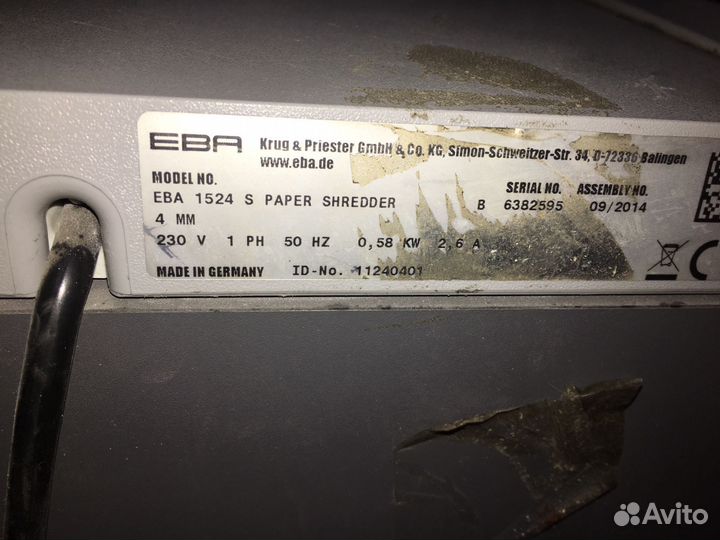 EBA Krug & Priester GmbH & Co. KG, Simon-Schweitzer-Str. 34, D-72336 Balingen
www.eba.de
MODEL NO. SERIAL NO. ASSEMBLY NO.
EBA 1524 S PAPER SHREDDER B 6382595 09/2014
4 MM
230 V 1 PH 50 HZ 0,58 KW 2,6 A
MADE IN GERMANY ID-No. 11240401
CE
Avito